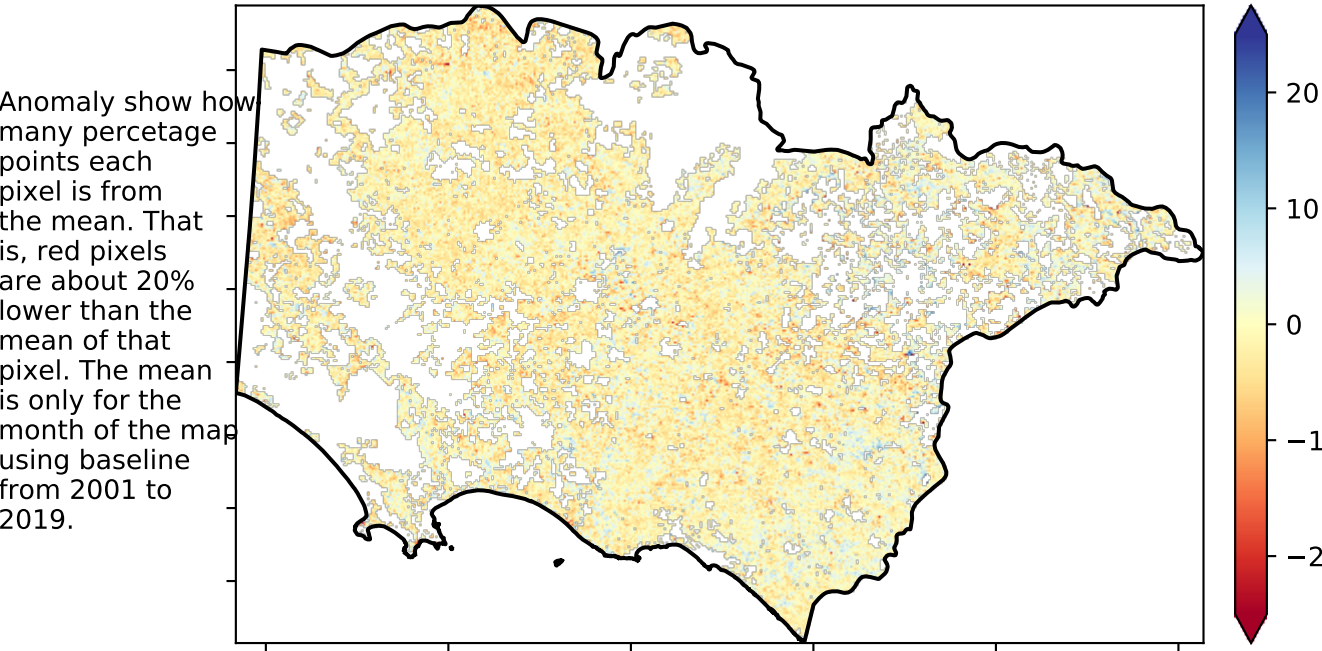 Anomaly show how
many percetage
points each
pixel is from
the mean. That
is, red pixels
are about 20%
lower than the
mean of that
pixel. The mean
is only for the
month of the map
using baseline
from 2001 to
2019.
20
10
0
−1
−2